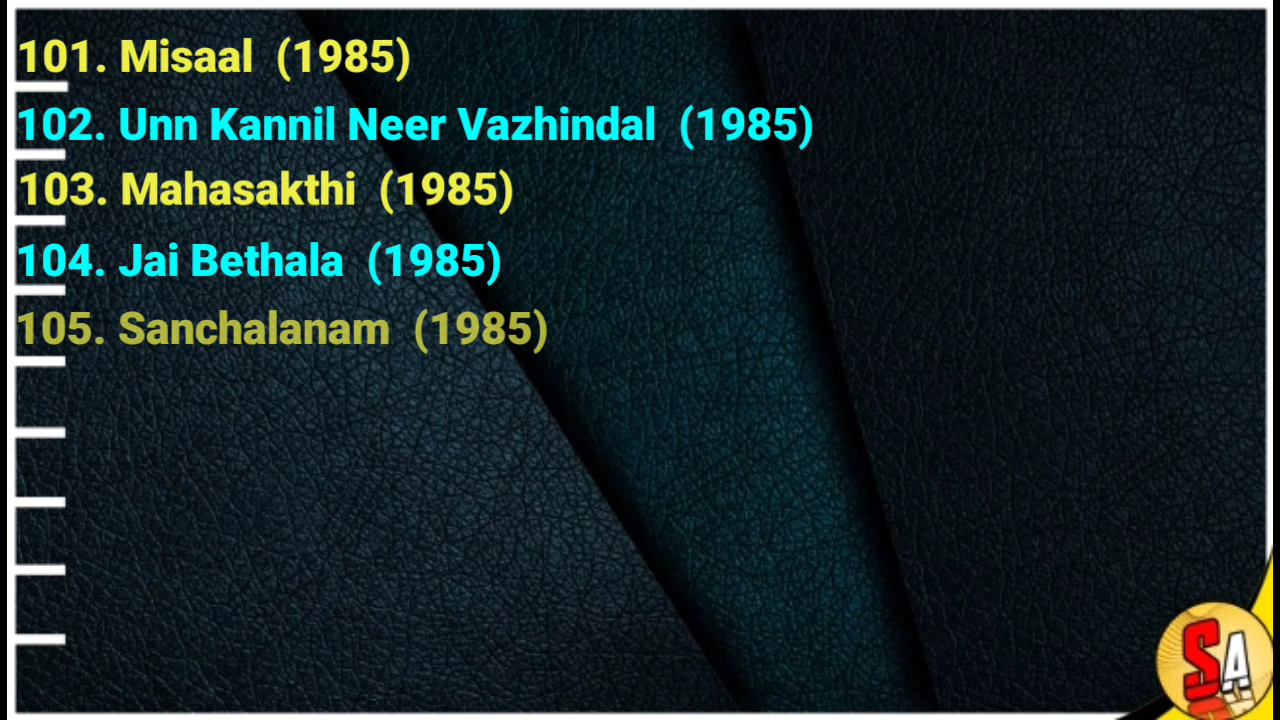 101. Misaal (1985)
102. Unn Kannil Neer Vazhindal (1985)
103. Mahasakthi (1985)
104. Jai Bethala (1985)
105. Sanchalanam (1985)
SA